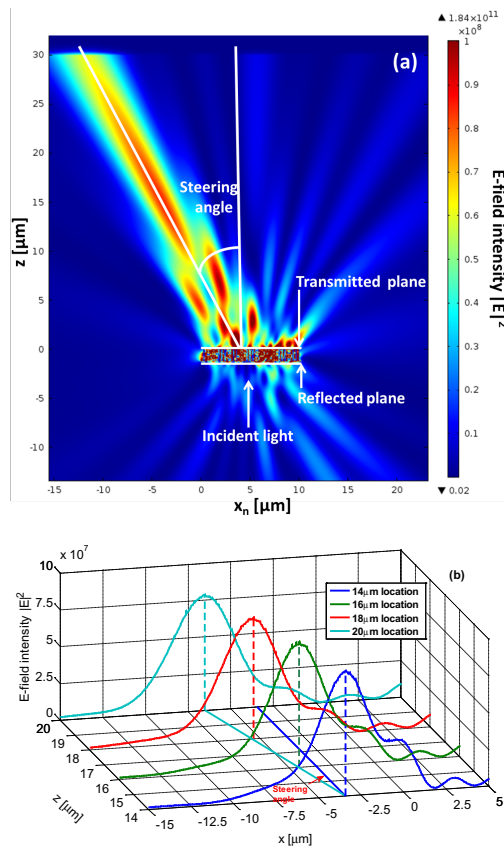 ▲ 1.84×10¹¹
×10⁸
30
25
20
15
10
5
0
-5
-10
-15
-10
-5
0
5
10
15
20
z [µm]
xₙ [µm]
(a)
Steering
angle
Transmitted plane
Reflected plane
Incident light
1
0.9
0.8
0.7
0.6
0.5
0.4
0.3
0.2
0.1
▼ 0.02
E-field intensity |E|²
x 10⁷
10
7.5
5
2.5
0
E-field intensity |E|²
(b)
14µm location
16µm location
18µm location
20µm location
20
19
18
17
16
15
14
z [µm]
Steering
angle
-15
-12.5
-10
-7.5
-5
-2.5
0
2.5
5
x [µm]